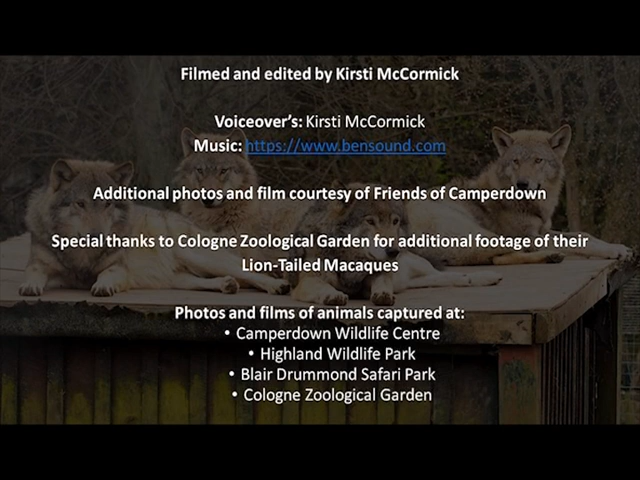 Filmed and edited by Kirsti McCormick
Voiceover's: Kirsti McCormick
Music: https://www.bensound.com
Additional photos and film courtesy of Friends of Camperdown
Special thanks to Cologne Zoological Garden for additional footage of their
Lion-Tailed Macaques
Photos and films of animals captured at:
• Camperdown Wildlife Centre
• Highland Wildlife Park
• Blair Drummond Safari Park
• Cologne Zoological Garden